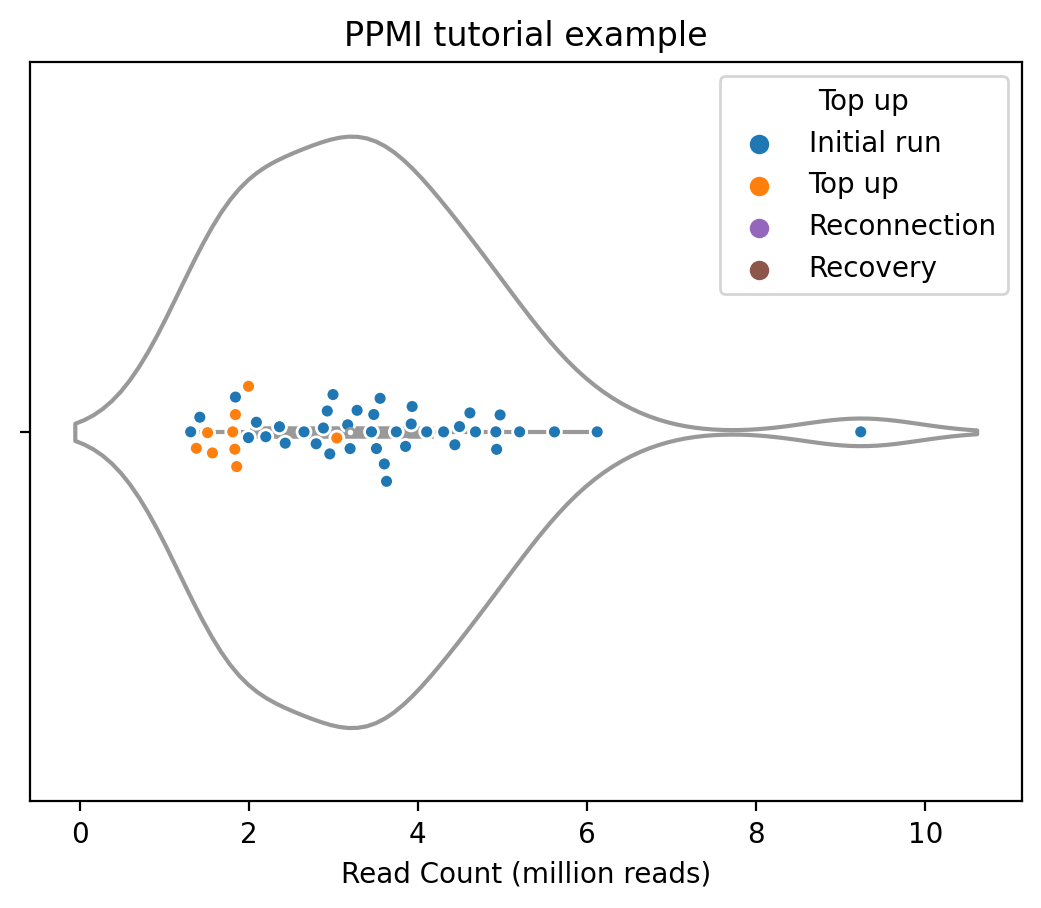 PPMI tutorial example
Top up
Initial run
Top up
Reconnection
Recovery
0 2 4 6 8 10
Read Count (million reads)